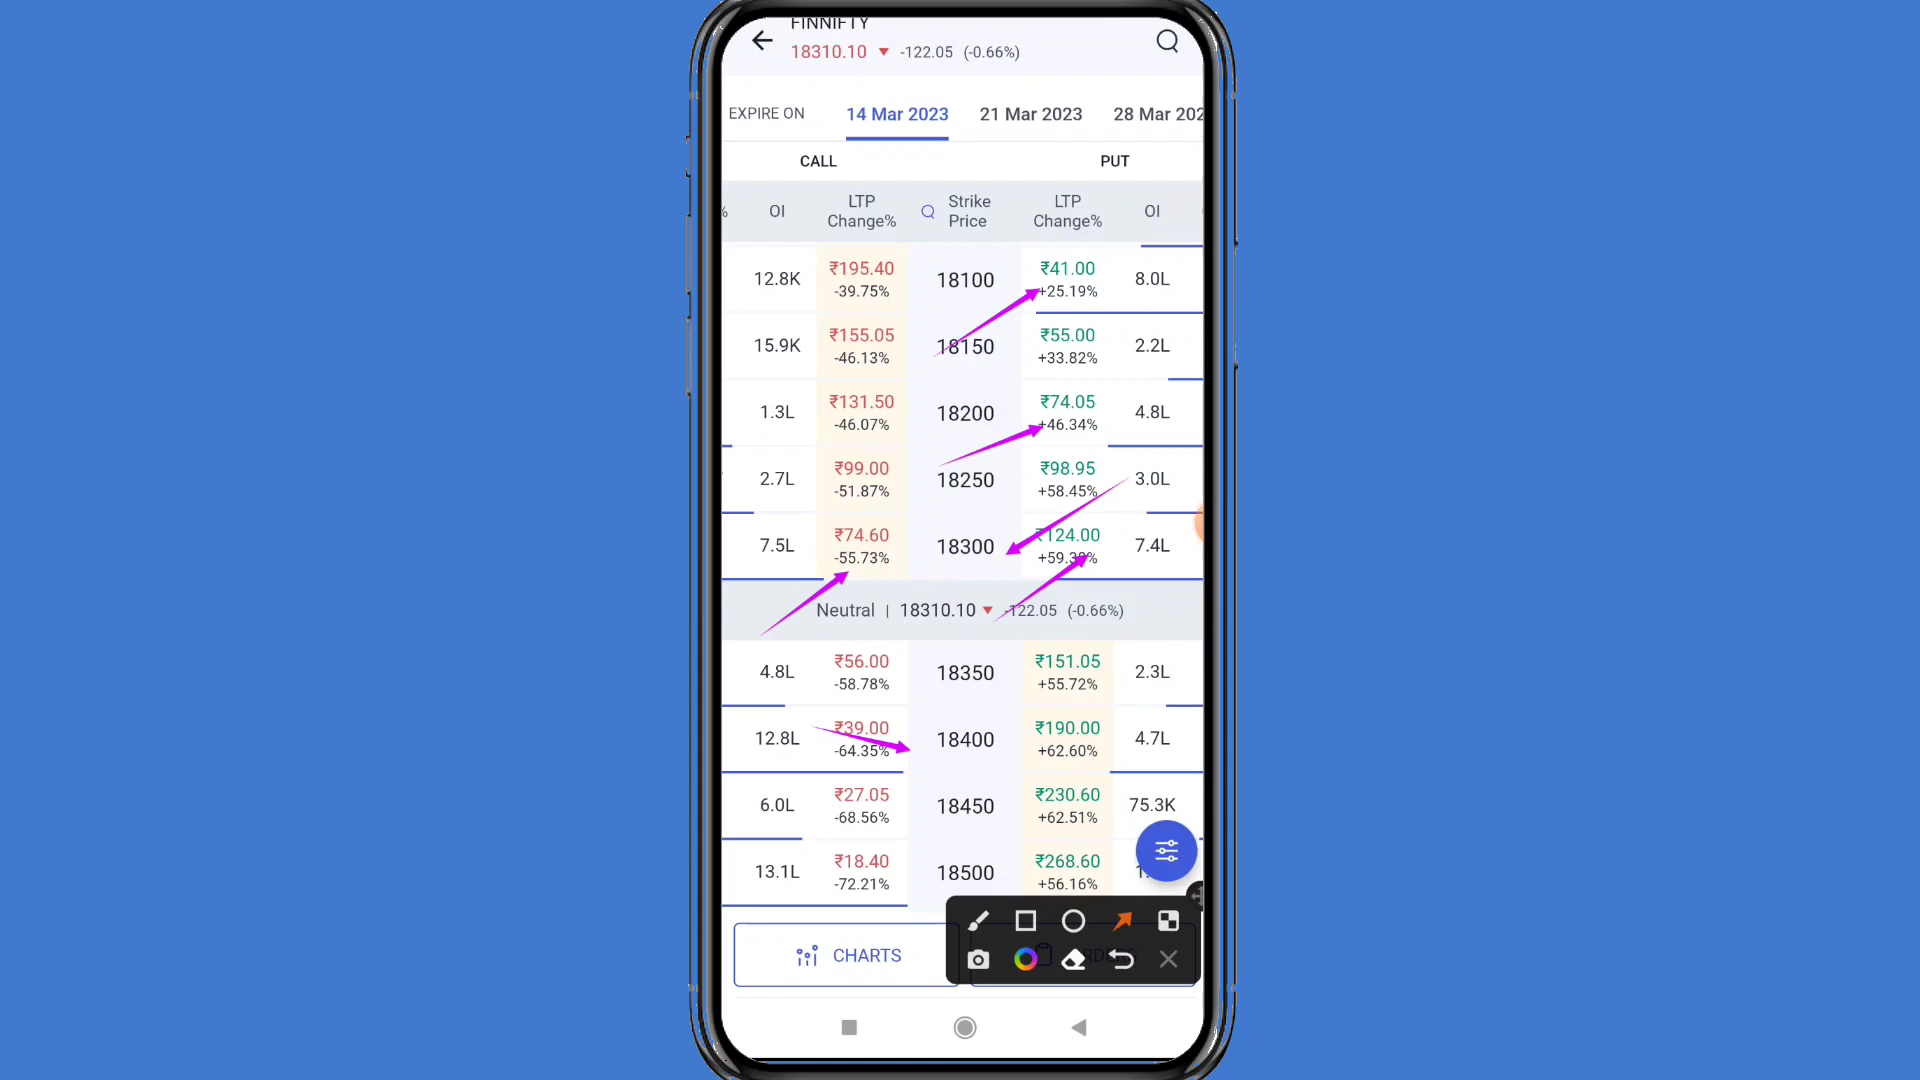 FINNIFTY
18310.10 ▼ -122.05 (-0.66%)
EXPIRE ON 14 Mar 2023 21 Mar 2023 28 Mar 202
CALL PUT
% OI LTP Change% Strike Price LTP Change% OI
12.8K ₹195.40 18100 ₹41.00 8.0L
-39.75% +25.19%
15.9K ₹155.05 18150 ₹55.00 2.2L
-46.13% +33.82%
1.3L ₹131.50 18200 ₹74.05 4.8L
-46.07% +46.34%
2.7L ₹99.00 18250 ₹98.95 3.0L
-51.87% +58.45%
7.5L ₹74.60 18300 ₹124.00 7.4L
-55.73%
Neutral | 18310.10 ▼ -122.05 (-0.66%)
4.8L ₹56.00 18350 ₹151.05 2.3L
-58.78% +55.72%
12.8L ₹39.00 18400 ₹190.00 4.7L
-64.35% +62.60%
6.0L ₹27.05 18450 ₹230.60 75.3K
-68.56% +62.51%
13.1L ₹18.40 18500 ₹268.60
-72.21% +56.16%
CHARTS